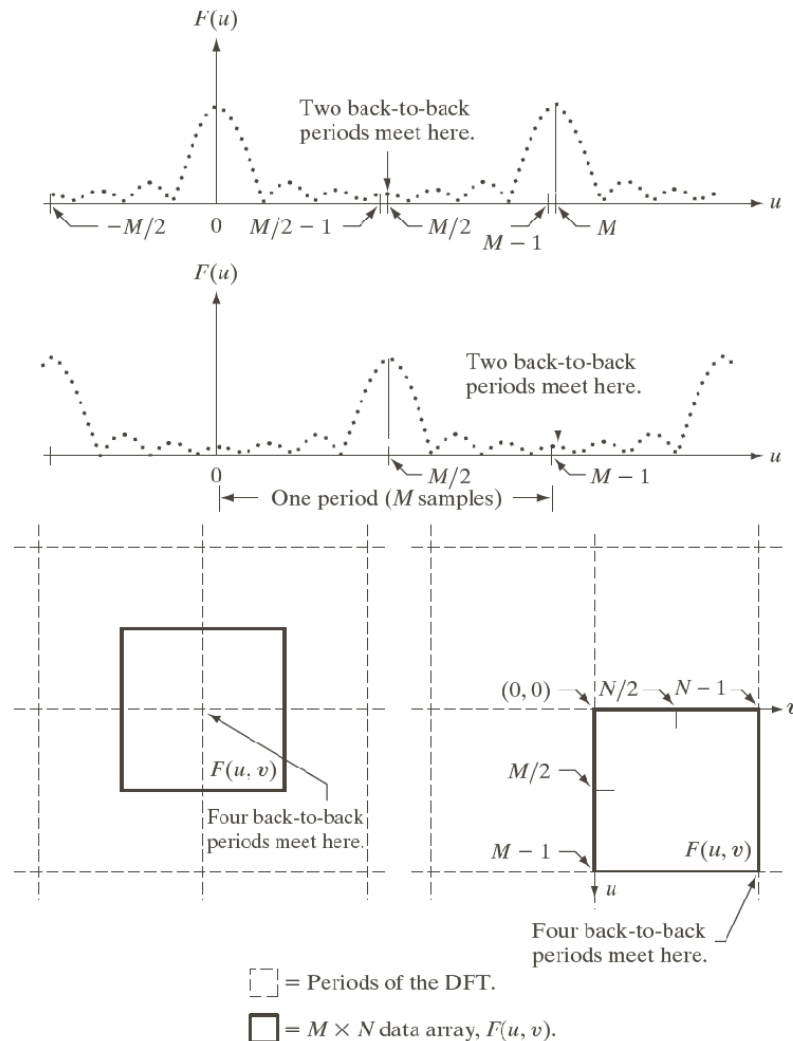 F(u)
Two back-to-back
periods meet here.
u
−M/2
0
M/2 − 1
M/2
M − 1
M
F(u)
Two back-to-back
periods meet here.
u
0
M/2
M − 1
One period (M samples)
(0, 0)
N/2
N − 1
v
F(u, v)
M/2
Four back-to-back
periods meet here.
M − 1
F(u, v)
u
Four back-to-back
periods meet here.
= Periods of the DFT.
= M × N data array, F(u, v).